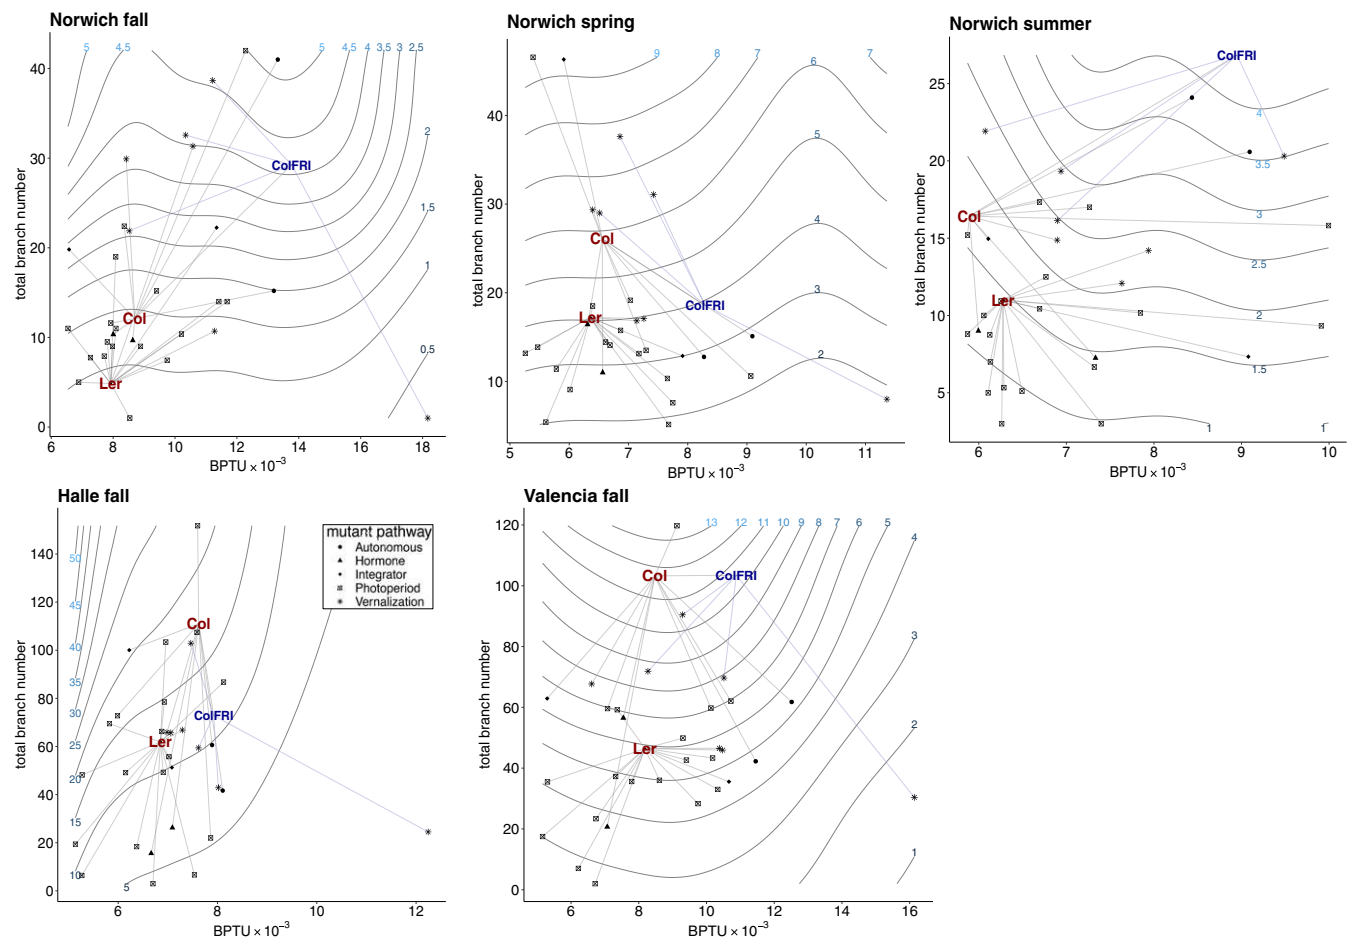 Norwich fall
Norwich spring
Norwich summer
5 4.5 5 4.5 4 3.5 3 2.5
2
1.5
1
0.5
ColFRI
Col
Ler
total branch number
0 10 20 30 40
6 8 10 12 14 16 18
BPTU × 10⁻³
9 8 7 7
6
5
4
3
2
Col
Ler
ColFRI
total branch number
10 20 30 40
5 6 7 8 9 10 11
BPTU × 10⁻³
ColFRI
4
3.5
3
2.5
2
1.5
1 1
Col
Ler
total branch number
5 10 15 20 25
6 7 8 9 10
BPTU × 10⁻³
Halle fall
Valencia fall
50
45
40
35
30
25
20
15
10
5
Col
ColFRI
Ler
mutant pathway
Autonomous
Hormone
Integrator
Photoperiod
Vernalization
total branch number
0 20 40 60 80 100 120 140
6 8 10 12
BPTU × 10⁻³
13 12 11 10 9 8 7 6 5
4
3
2
1
Col
ColFRI
Ler
total branch number
0 20 40 60 80 100 120
6 8 10 12 14 16
BPTU × 10⁻³